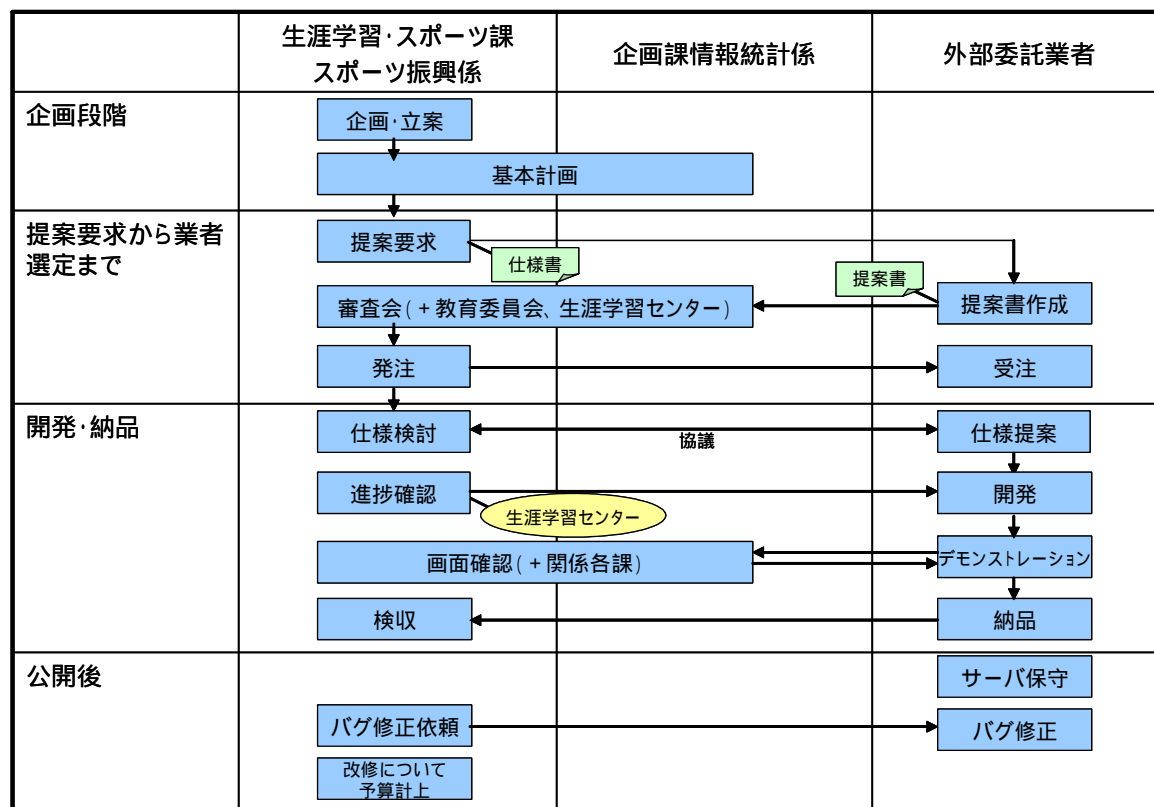 生涯学習・スポーツ課
スポーツ振興係
企画課情報統計係
外部委託業者
企画段階
企画・立案
基本計画
提案要求から業者
選定まで
提案要求
仕様書
提案書
提案書作成
審査会(+教育委員会、生涯学習センター)
発注
受注
開発・納品
仕様検討
協議
仕様提案
進捗確認
開発
生涯学習センター
画面確認(+関係各課)
デモンストレーション
検収
納品
公開後
サーバ保守
バグ修正依頼
バグ修正
改修について
予算計上